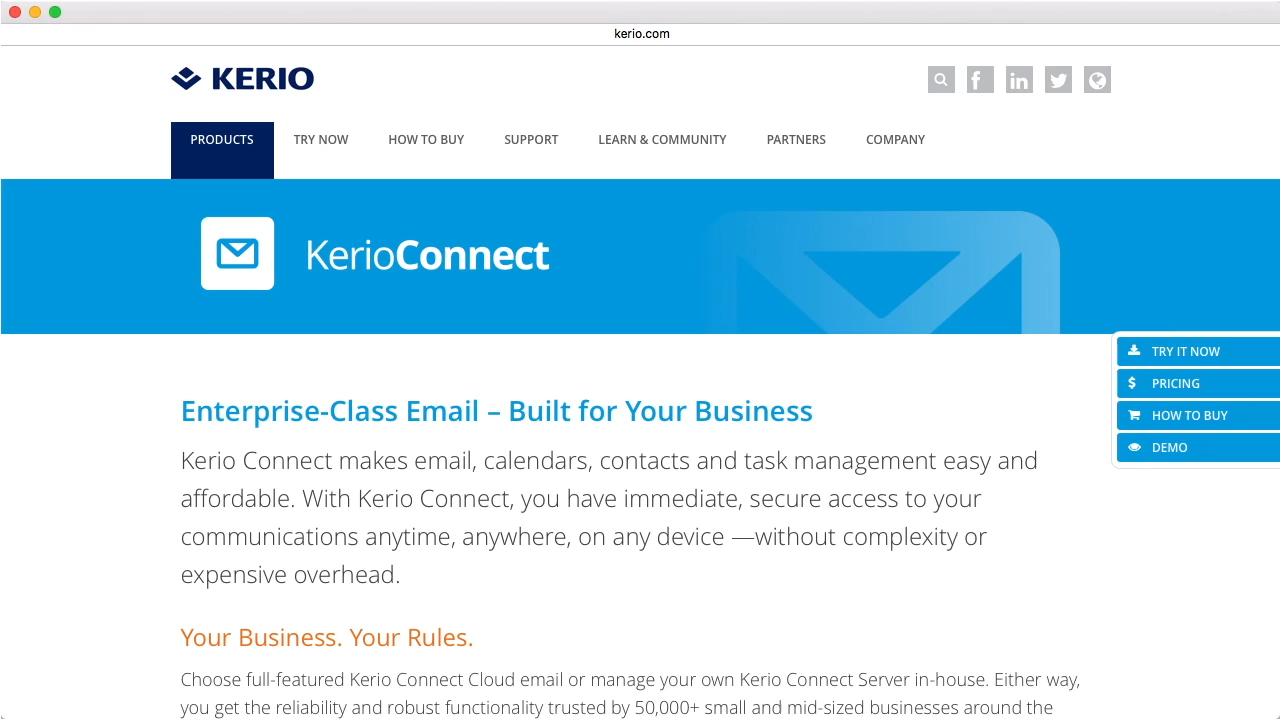 kerio.com
KERIO
PRODUCTS TRY NOW HOW TO BUY SUPPORT LEARN & COMMUNITY PARTNERS COMPANY
KerioConnect
TRY IT NOW
PRICING
HOW TO BUY
DEMO
Enterprise-Class Email – Built for Your Business
Kerio Connect makes email, calendars, contacts and task management easy and
affordable. With Kerio Connect, you have immediate, secure access to your
communications anytime, anywhere, on any device —without complexity or
expensive overhead.
Your Business. Your Rules.
Choose full-featured Kerio Connect Cloud email or manage your own Kerio Connect Server in-house. Either way,
you get the reliability and robust functionality trusted by 50,000+ small and mid-sized businesses around the